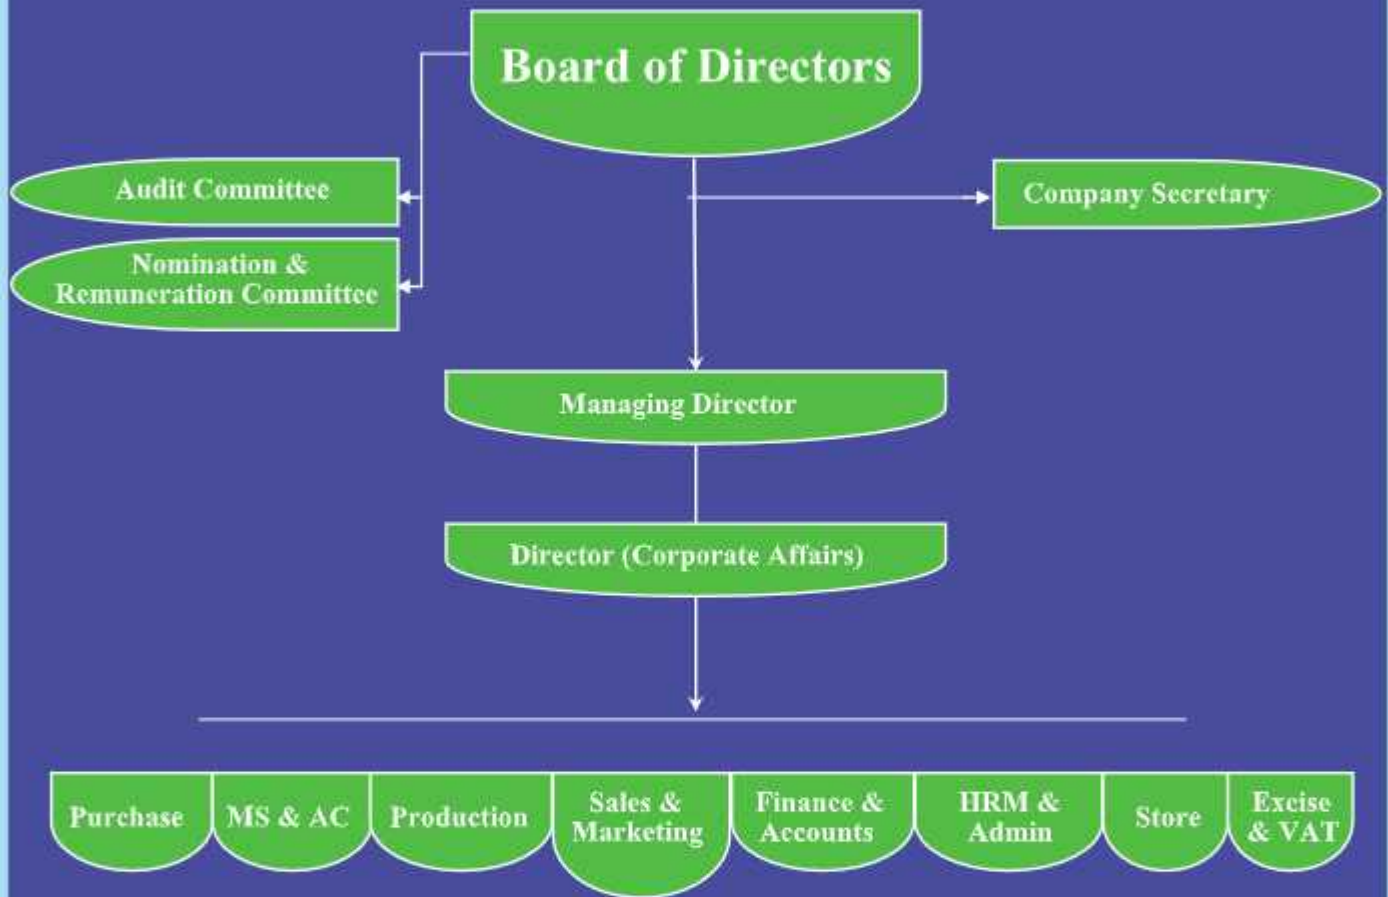 Board of Directors
Audit Committee
Company Secretary
Nomination &
Remuneration Committee
Managing Director
Director (Corporate Affairs)
Purchase
MS & AC
Production
Sales &
Marketing
Finance &
Accounts
HRM &
Admin
Store
Excise
& VAT